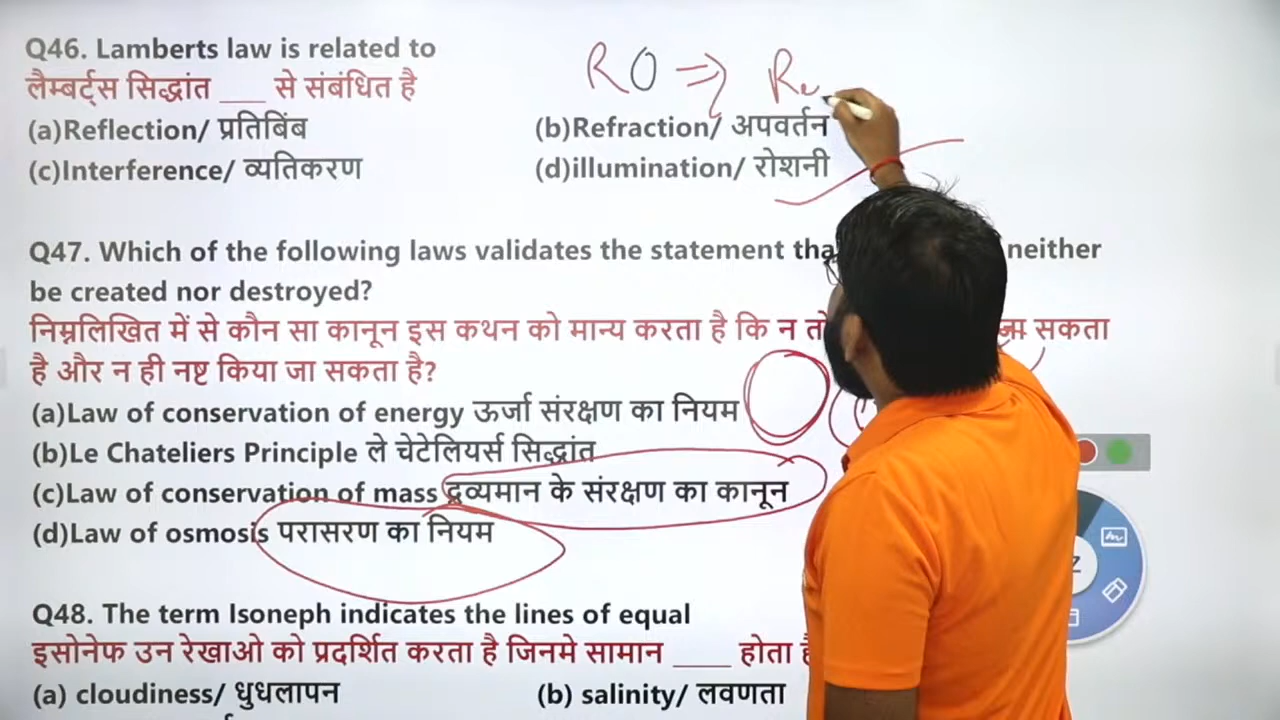 Q46. Lamberts law is related to
RO ⇒ Re
लैम्बर्ट्स सिद्धांत ___ से संबंधित है
(a)Reflection/ प्रतिबिंब (b)Refraction/ अपवर्तन
(c)Interference/ व्यतिकरण (d)illumination/ रोशनी
Q47. Which of the following laws validates the statement neither
be created nor destroyed?
निम्नलिखित में से कौन सा कानून इस कथन को मान्य करता है कि न तो सकता
है और न ही नष्ट किया जा सकता है?
(a)Law of conservation of energy ऊर्जा संरक्षण का नियम
(b)Le Chateliers Principle ले चेटेलियर्स सिद्धांत
(c)Law of conservation of mass द्रव्यमान के संरक्षण का कानून
(d)Law of osmosis परासरण का नियम
Q48. The term Isoneph indicates the lines of equal
इसोनेफ उन रेखाओ को प्रदर्शित करता है जिनमे सामान ____ होता
(a) cloudiness/ धुधलापन (b) salinity/ लवणता